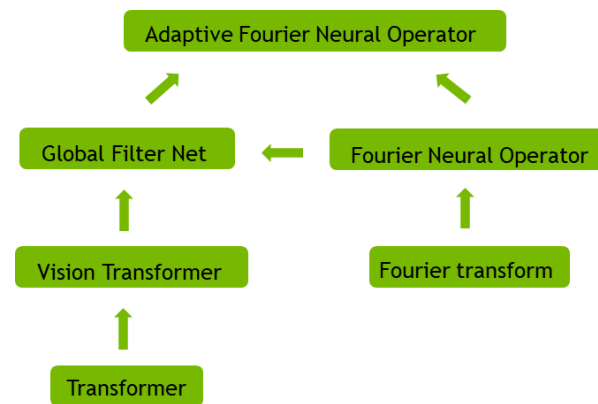 Adaptive Fourier Neural Operator
Global Filter Net
Fourier Neural Operator
Vision Transformer
Fourier transform
Transformer